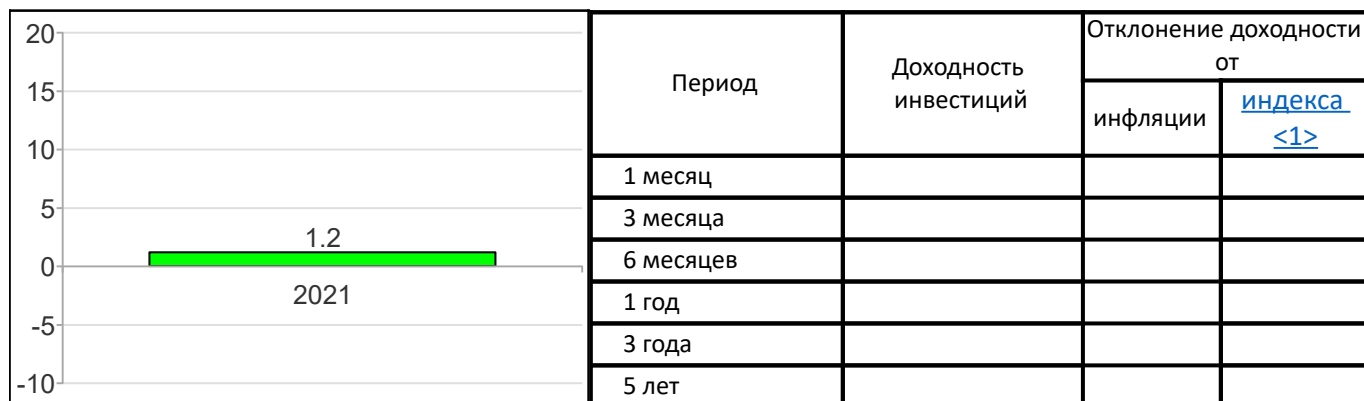 20
15
10
5
0
-5
-10
1.2
2021
Период
Доходность
инвестиций
Отклонение доходности
от
инфляции
индекса
<1>
1 месяц
3 месяца
6 месяцев
1 год
3 года
5 лет